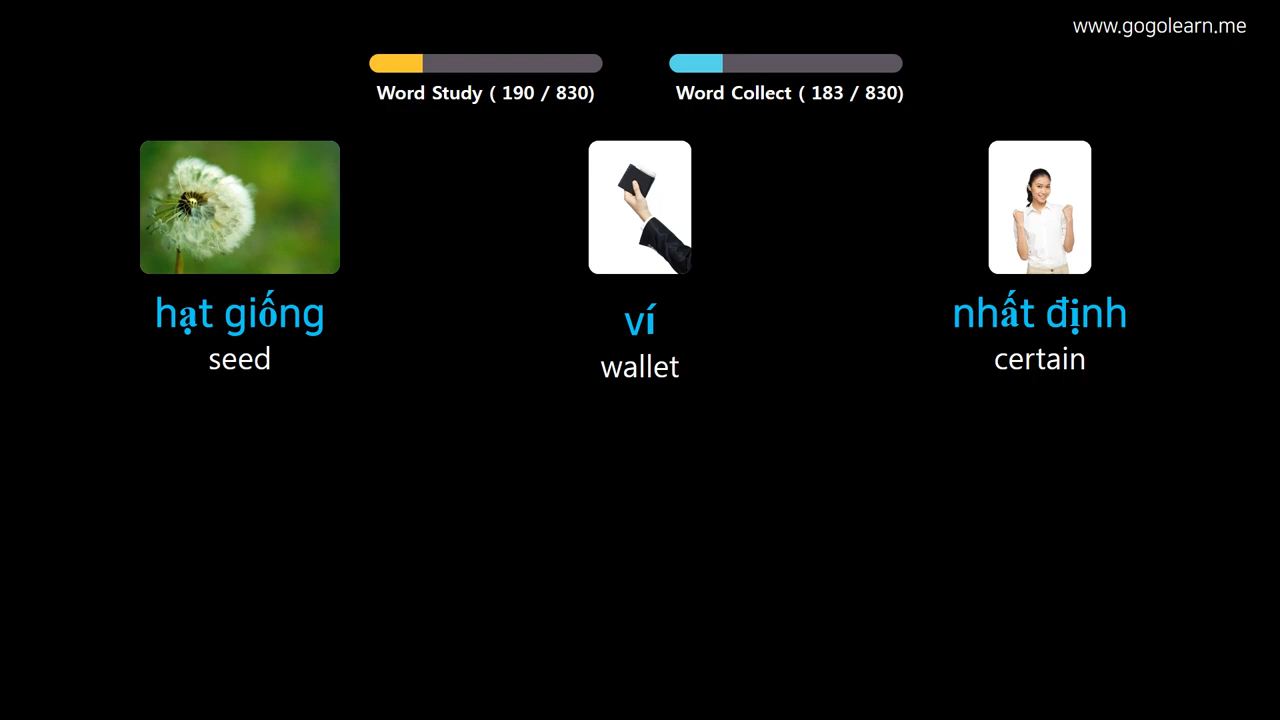 www.gogolearn.me
Word Study ( 190 / 830)
Word Collect ( 183 / 830)
hạt giống
seed
ví
wallet
nhất định
certain